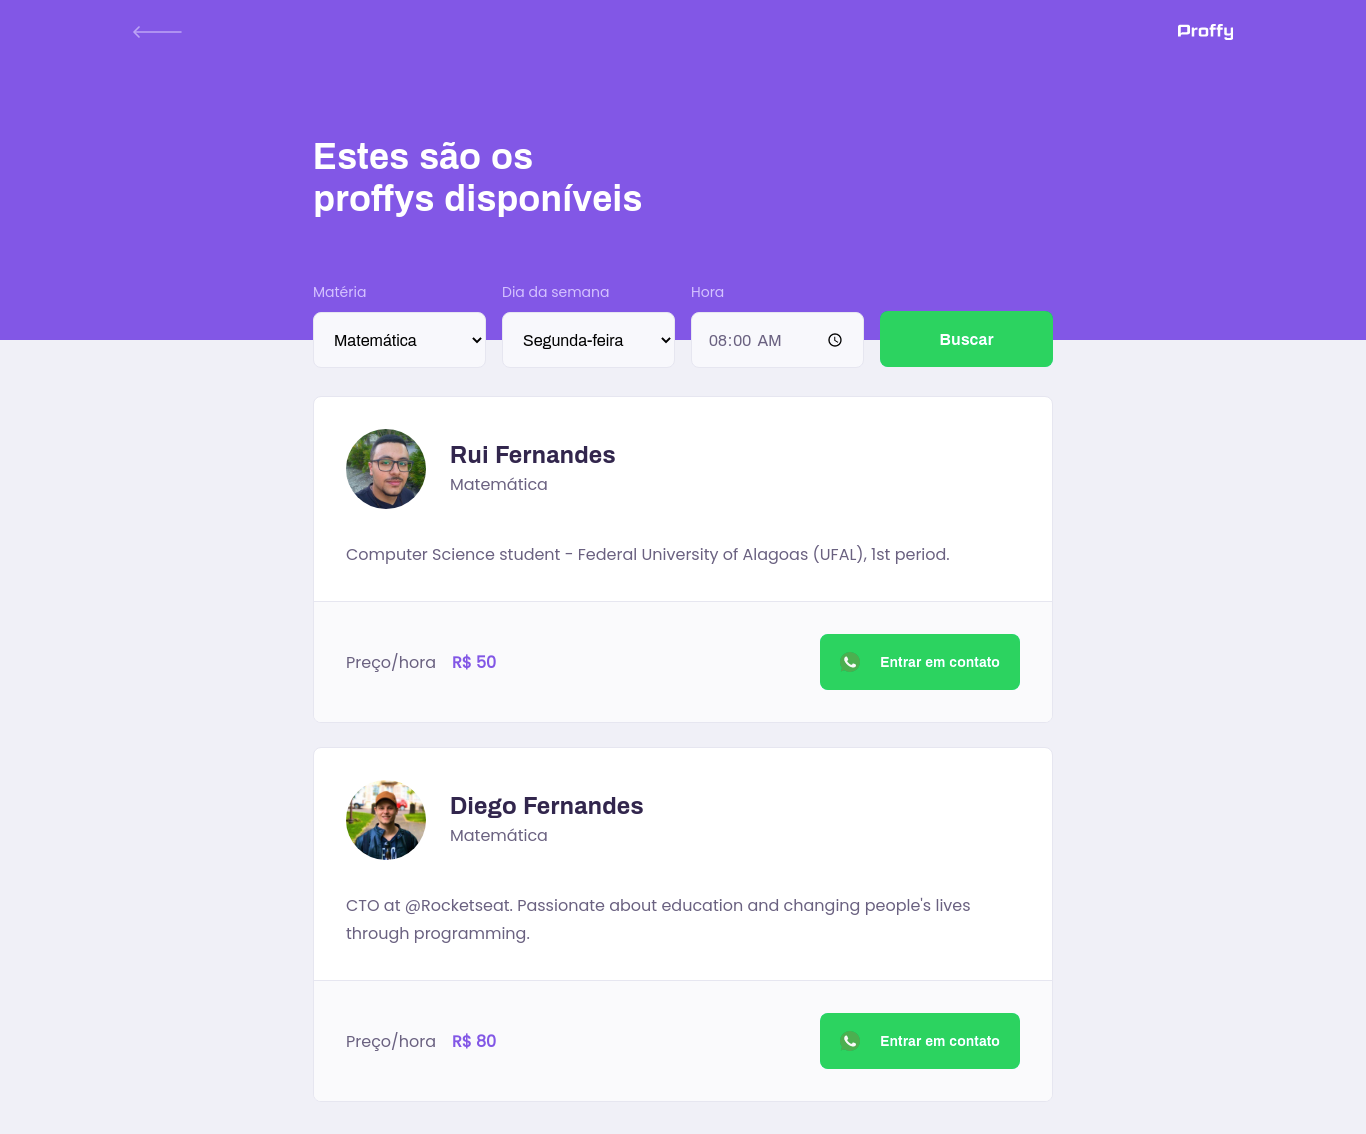 Proffy
Estes são os
proffys disponíveis
Matéria
Dia da semana
Hora
Matemática
Segunda-feira
08:00 AM
Buscar
Rui Fernandes
Matemática
Computer Science student - Federal University of Alagoas (UFAL), 1st period.
Preço/hora R$ 50
Entrar em contato
Diego Fernandes
Matemática
CTO at @Rocketseat. Passionate about education and changing people's lives
through programming.
Preço/hora R$ 80
Entrar em contato